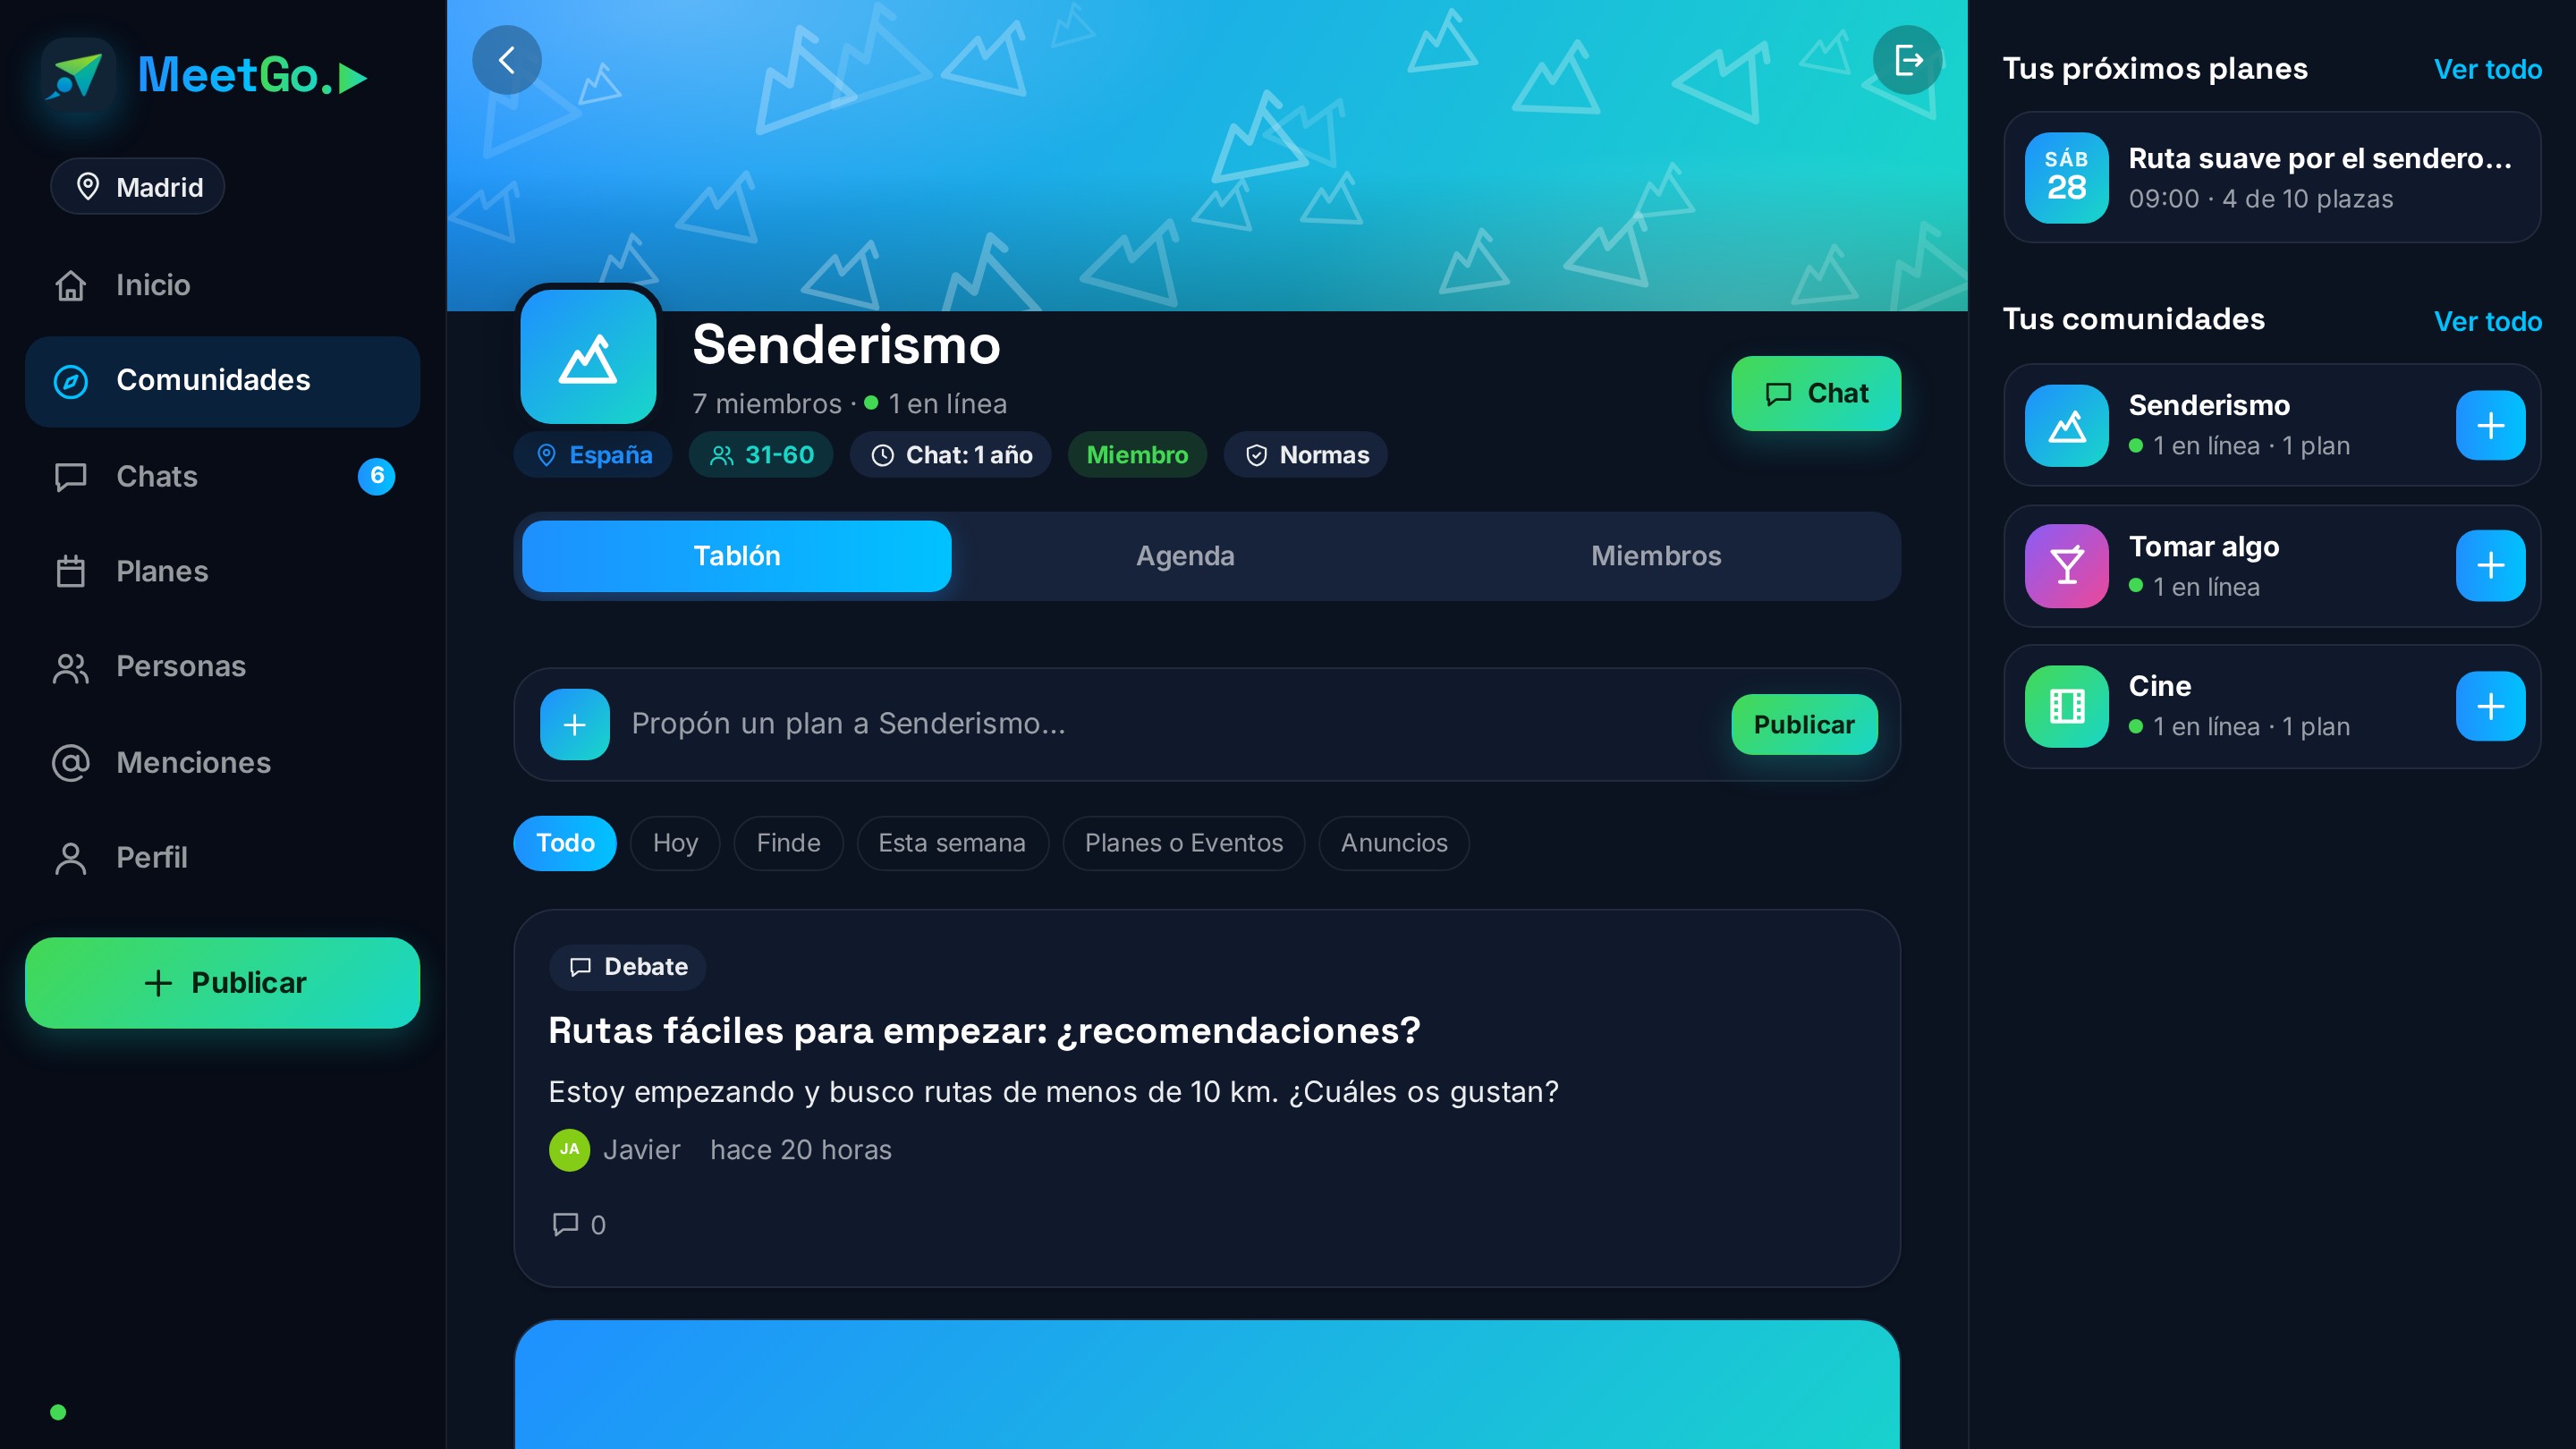 MeetGo.
Madrid
Inicio
Comunidades
Chats
6
Planes
Personas
Menciones
Perfil
Publicar
Senderismo
7 miembros · 1 en línea
Chat
España
31-60
Chat: 1 año
Miembro
Normas
Tablón
Agenda
Miembros
Propón un plan a Senderismo...
Publicar
Todo
Hoy
Finde
Esta semana
Planes o Eventos
Anuncios
Debate
Rutas fáciles para empezar: ¿recomendaciones?
Estoy empezando y busco rutas de menos de 10 km. ¿Cuáles os gustan?
JA Javier hace 20 horas
0
Tus próximos planes
Ver todo
SÁB
28
Ruta suave por el sendero...
09:00 · 4 de 10 plazas
Tus comunidades
Ver todo
Senderismo
1 en línea · 1 plan
Tomar algo
1 en línea
Cine
1 en línea · 1 plan